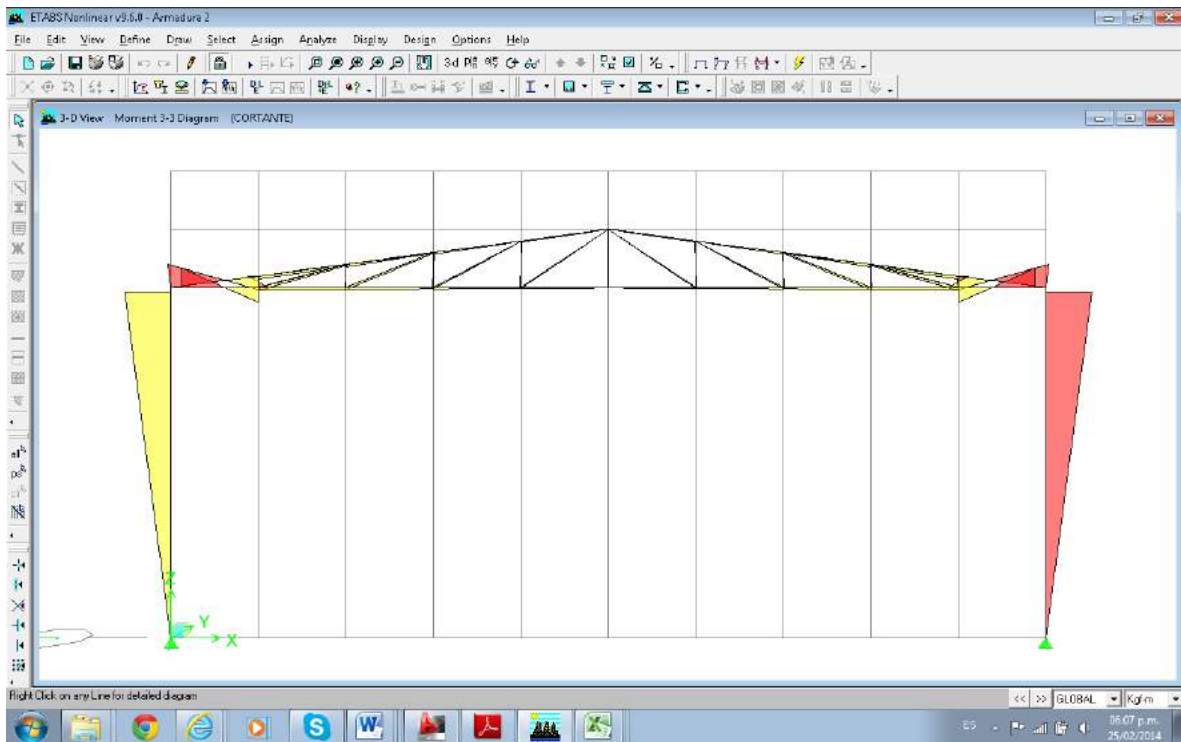 ETABS Nonlinear v9.6.0 - Armadura 2
File Edit View Define Draw Select Assign Analyze Display Design Options Help
3-D View Moment 3-3 Diagram (CORTANTE)
Z
Y
X
Right Click on any Line for detailed diagram
<< >> GLOBAL Kgf-m
ES 06:07 p.m.
25/02/2014